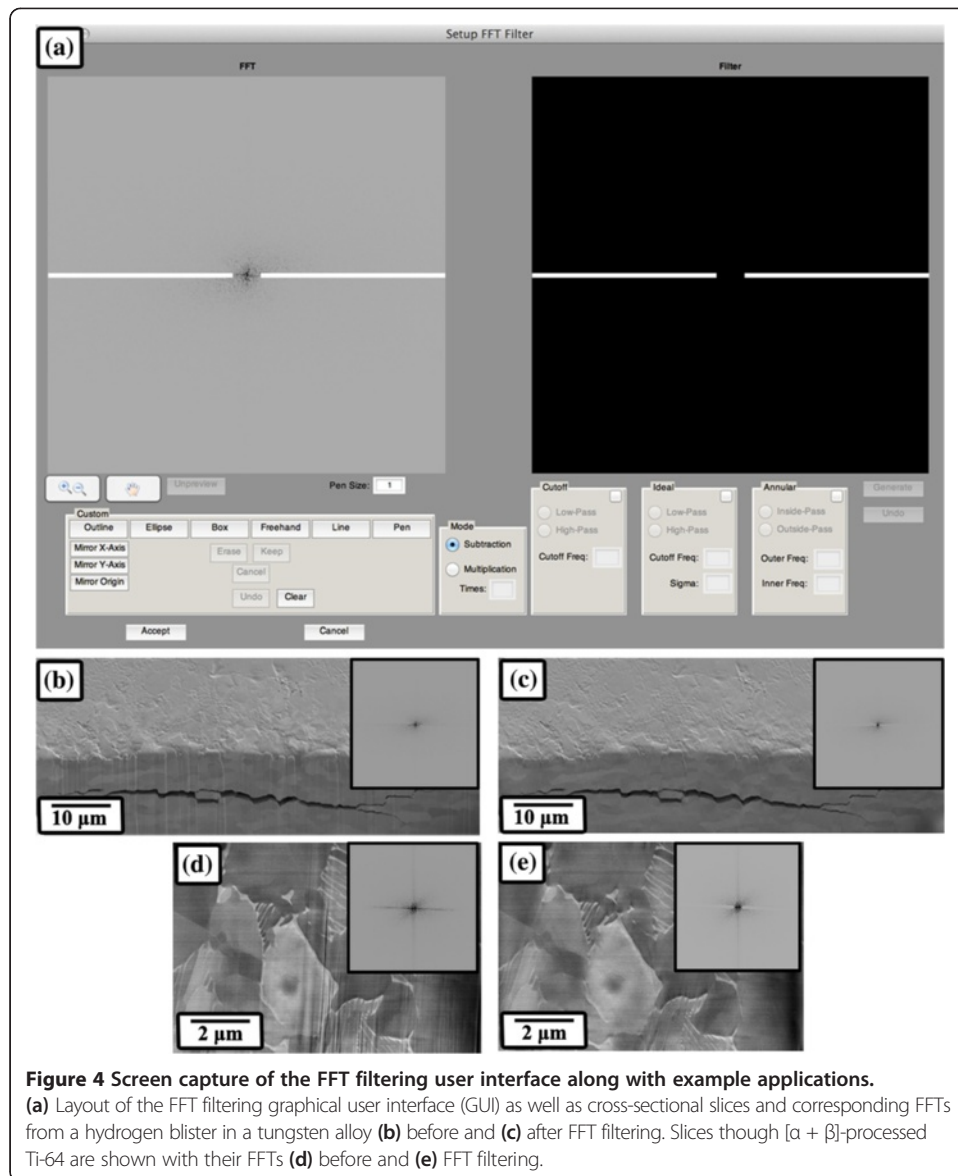 (a)
Setup FFT Filter
FFT
Filter
Unpreview
Pen Size: 1
Custom
Outline Ellipse Box Freehand Line Pen
Mirror X-Axis
Mirror Y-Axis
Mirror Origin
Erase Keep
Cancel
Undo Clear
Mode
Subtraction
Multiplication
Times:
Cutoff
Low-Pass
High-Pass
Cutoff Freq:
Ideal
Low-Pass
High-Pass
Cutoff Freq:
Sigma:
Annular
Inside-Pass
Outside-Pass
Outer Freq:
Inner Freq:
Generate
Undo
Accept Cancel
(b)
10 µm
(c)
10 µm
(d)
2 µm
(e)
2 µm
Figure 4 Screen capture of the FFT filtering user interface along with example applications.
(a) Layout of the FFT filtering graphical user interface (GUI) as well as cross-sectional slices and corresponding FFTs
from a hydrogen blister in a tungsten alloy (b) before and (c) after FFT filtering. Slices though [α + β]-processed
Ti-64 are shown with their FFTs (d) before and (e) FFT filtering.